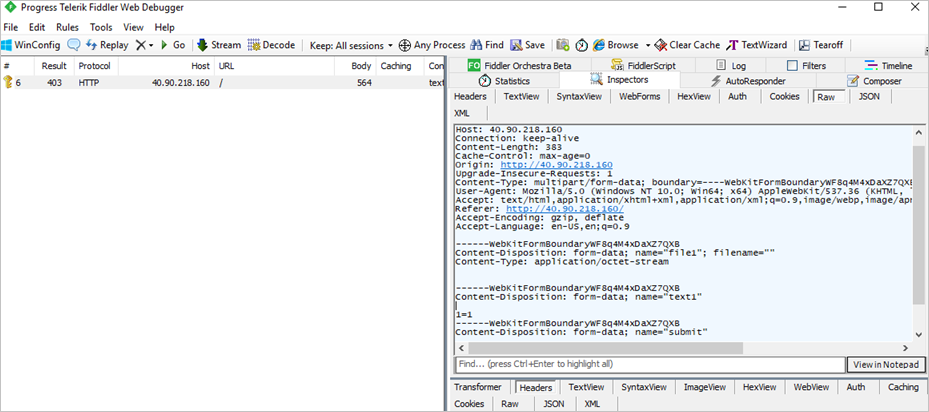 Progress Telerik Fiddler Web Debugger
File Edit Rules Tools View Help
WinConfig Replay Go Stream Decode Keep: All sessions Any Process Find Save Browse Clear Cache TextWizard Tearoff
# Result Protocol Host URL Body Caching Con
6 403 HTTP 40.90.218.160 / 564 text
FO Fiddler Orchestra Beta FiddlerScript Log Filters Timeline
Statistics Inspectors AutoResponder Composer
Headers TextView SyntaxView WebForms HexView Auth Cookies Raw JSON
XML
Host: 40.90.218.160
Connection: keep-alive
Content-Length: 383
Cache-Control: max-age=0
Origin: http://40.90.218.160
Upgrade-Insecure-Requests: 1
Content-Type: multipart/form-data; boundary=----WebKitFormBoundaryWF8q4M4xDaXZ7QXB
User-Agent: Mozilla/5.0 (Windows NT 10.0; Win64; x64) AppleWebKit/537.36 (KHTML,
Accept: text/html,application/xhtml+xml,application/xml;q=0.9,image/webp,image/apn
Referer: http://40.90.218.160/
Accept-Encoding: gzip, deflate
Accept-Language: en-US,en;q=0.9
------WebKitFormBoundaryWF8q4M4xDaXZ7QXB
Content-Disposition: form-data; name="file1"; filename=""
Content-Type: application/octet-stream
------WebKitFormBoundaryWF8q4M4xDaXZ7QXB
Content-Disposition: form-data; name="text1"
1=1
------WebKitFormBoundaryWF8q4M4xDaXZ7QXB
Content-Disposition: form-data; name="submit"
Find... (press Ctrl+Enter to highlight all) View in Notepad
Transformer Headers TextView SyntaxView ImageView HexView WebView Auth Caching
Cookies Raw JSON XML